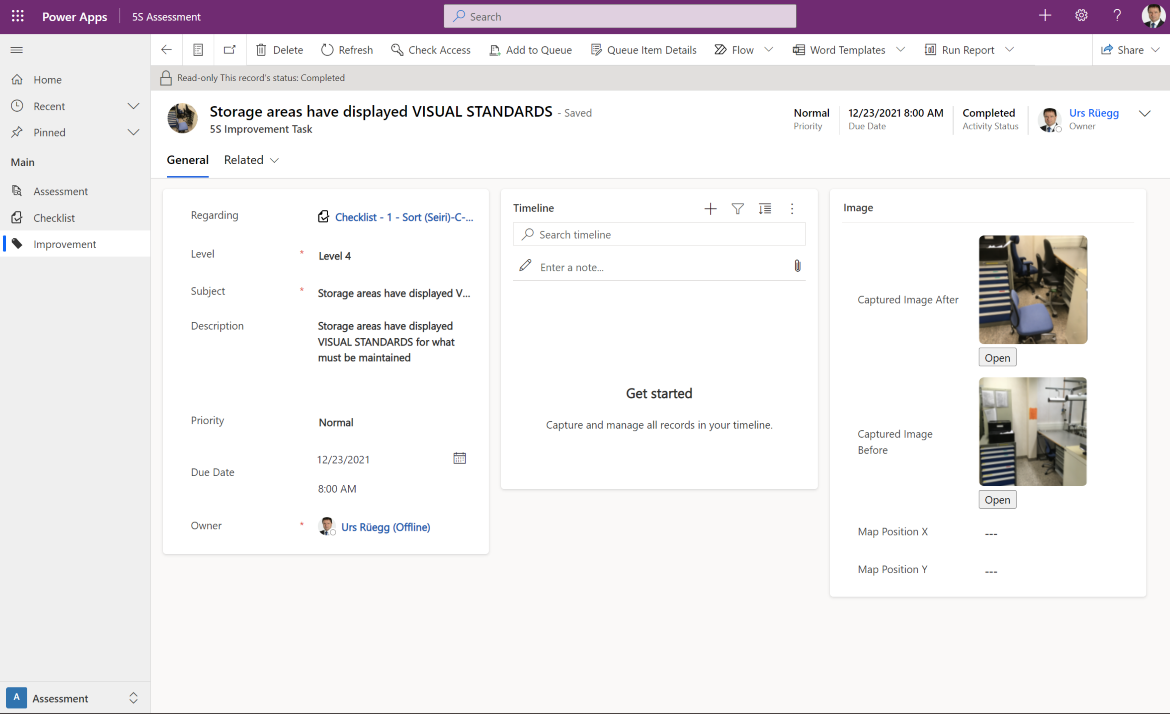 Power Apps
5S Assessment
Search
Home
Recent
Pinned
Main
Assessment
Checklist
Improvement
A
Assessment
Delete
Refresh
Check Access
Add to Queue
Queue Item Details
Flow
Word Templates
Run Report
Share
Read-only This record's status: Completed
Storage areas have displayed VISUAL STANDARDS - Saved
5S Improvement Task
Normal
Priority
12/23/2021 8:00 AM
Due Date
Completed
Activity Status
Urs Rüegg
Owner
General
Related
Regarding
Checklist - 1 - Sort (Seiri)-C-...
Level
*
Level 4
Subject
*
Storage areas have displayed V...
Description
Storage areas have displayed
VISUAL STANDARDS for what
must be maintained
Priority
Normal
Due Date
12/23/2021
8:00 AM
Owner
*
Urs Rüegg (Offline)
Timeline
Search timeline
Enter a note...
Get started
Capture and manage all records in your timeline.
Image
Captured Image After
Open
Captured Image
Before
Open
Map Position X
---
Map Position Y
---